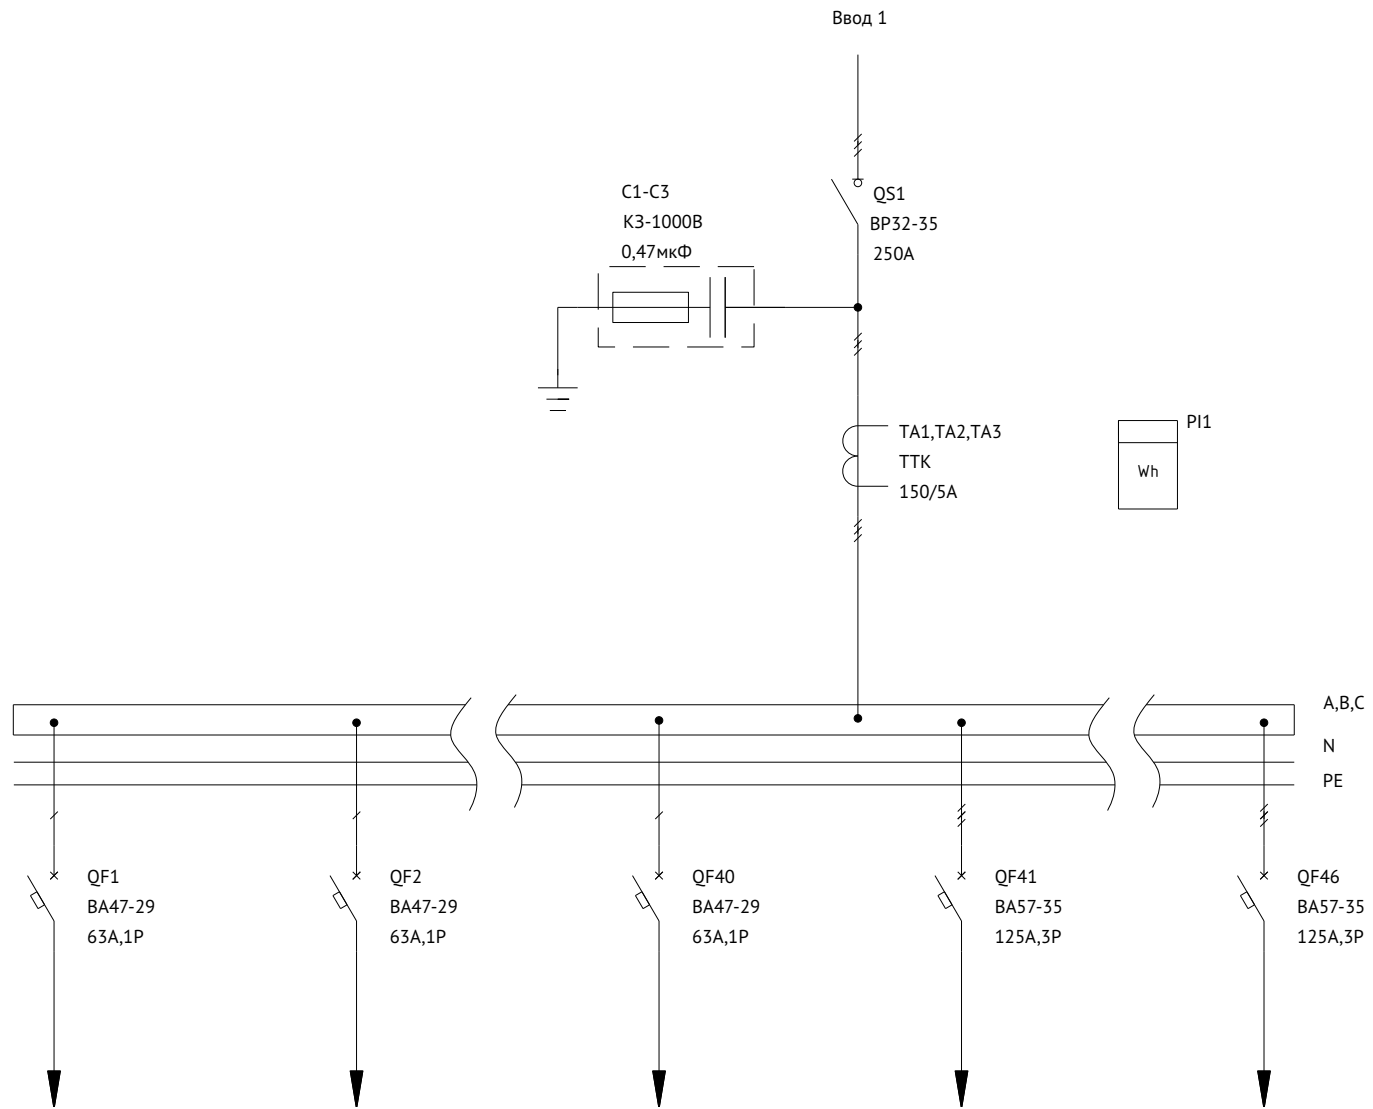 Ввод 1
С1-С3
КЗ-1000В
0,47мкФ
QS1
ВР32-35
250А
ТА1,ТА2,ТА3
ТТК
150/5А
PI1
Wh
A,B,C
N
PE
QF1
ВА47-29
63А,1Р
QF2
ВА47-29
63А,1Р
QF40
ВА47-29
63А,1Р
QF41
ВА57-35
125А,3Р
QF46
ВА57-35
125А,3Р